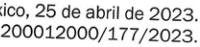 xico, 25 de abril de 2023.
200012000/177/2023.